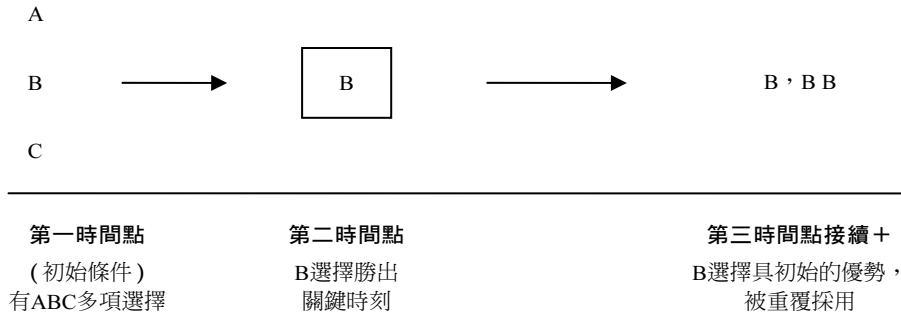 A
B
B
B，B B
C
第一時間點
(初始條件)
有ABC多項選擇
第二時間點
B選擇勝出
關鍵時刻
第三時間點接續＋
B選擇具初始的優勢，
被重覆採用